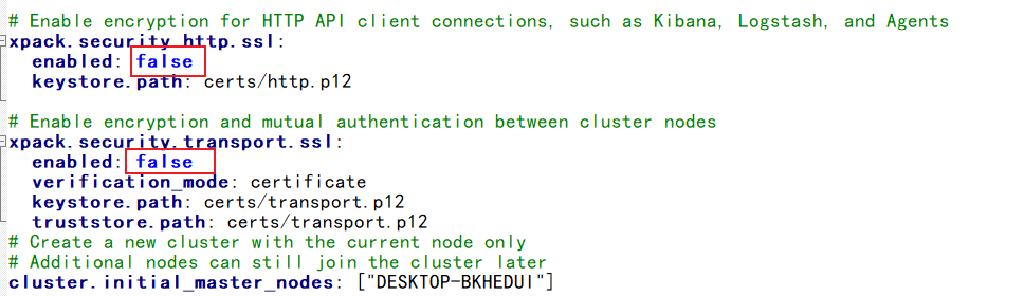 # Enable encryption for HTTP API client connections, such as Kibana, Logstash, and Agents
xpack.security.http.ssl:
enabled: false
keystore.path: certs/http.p12
# Enable encryption and mutual authentication between cluster nodes
xpack.security.transport.ssl:
enabled: false
verification_mode: certificate
keystore.path: certs/transport.p12
truststore.path: certs/transport.p12
# Create a new cluster with the current node only
# Additional nodes can still join the cluster later
cluster.initial_master_nodes: ["DESKTOP-BKHEDUI"]